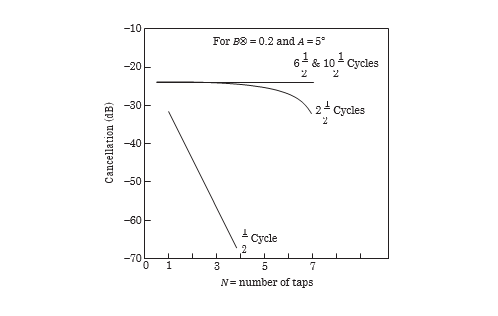 −10
For B⊗ = 0.2 and A = 5°
−20
6 1/2 & 10 1/2 Cycles
−30
2 1/2 Cycles
Cancellation (dB)
−40
−50
−60
1/2 Cycle
−70
0 1 3 5 7
N = number of taps